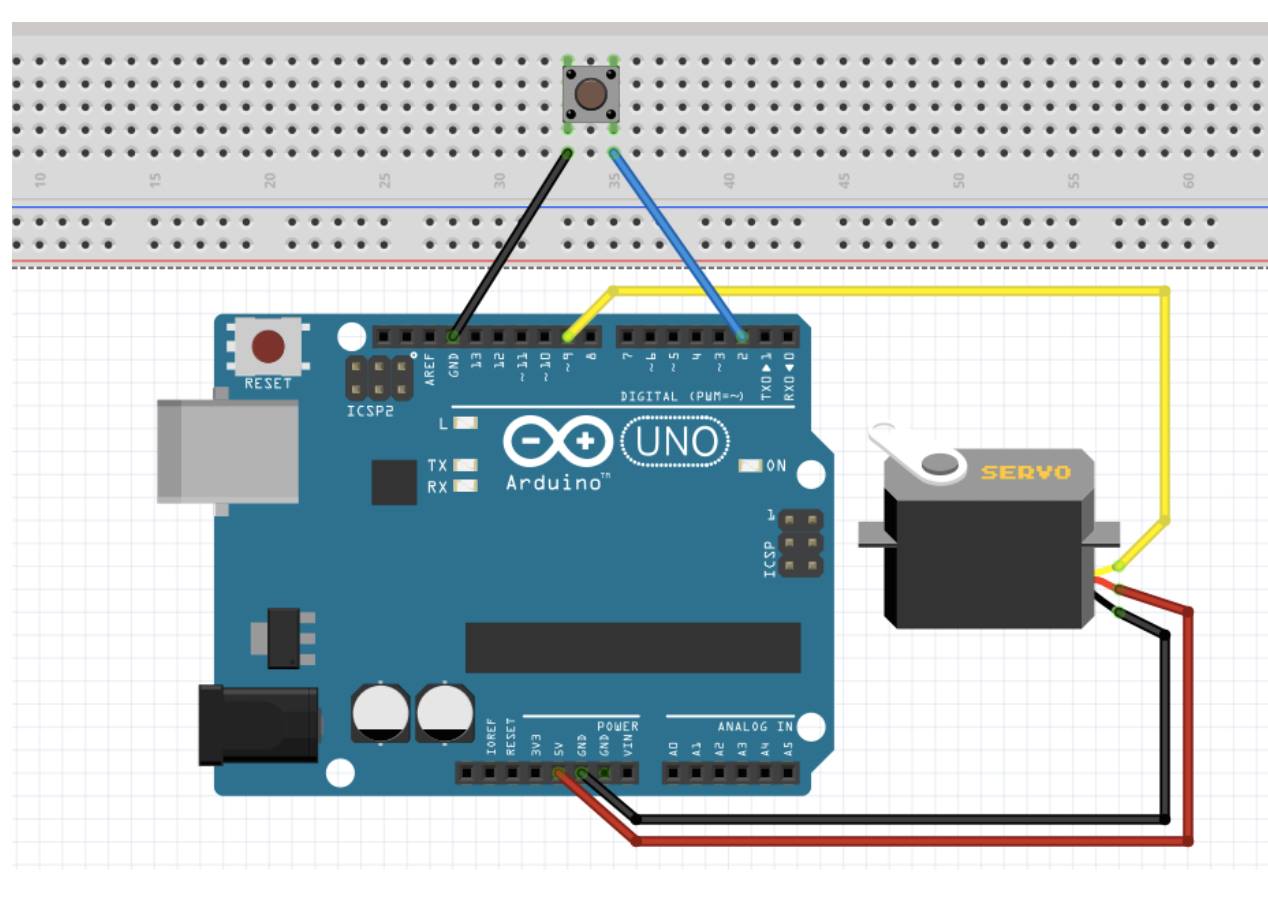 10 15 20 25 30 35 40 45 50 55 60
RESET
ICSP2
AREF GND 13 12 ~11 ~10 ~9 8 7 ~6 ~5 4 ~3 2 TX0▶1 RX0◀0
DIGITAL (PWM=~)
L
TX
RX
UNO
Arduino™
ON
1
ICSP
SERVO
POWER
ANALOG IN
IOREF RESET 3V3 5V GND GND VIN A0 A1 A2 A3 A4 A5